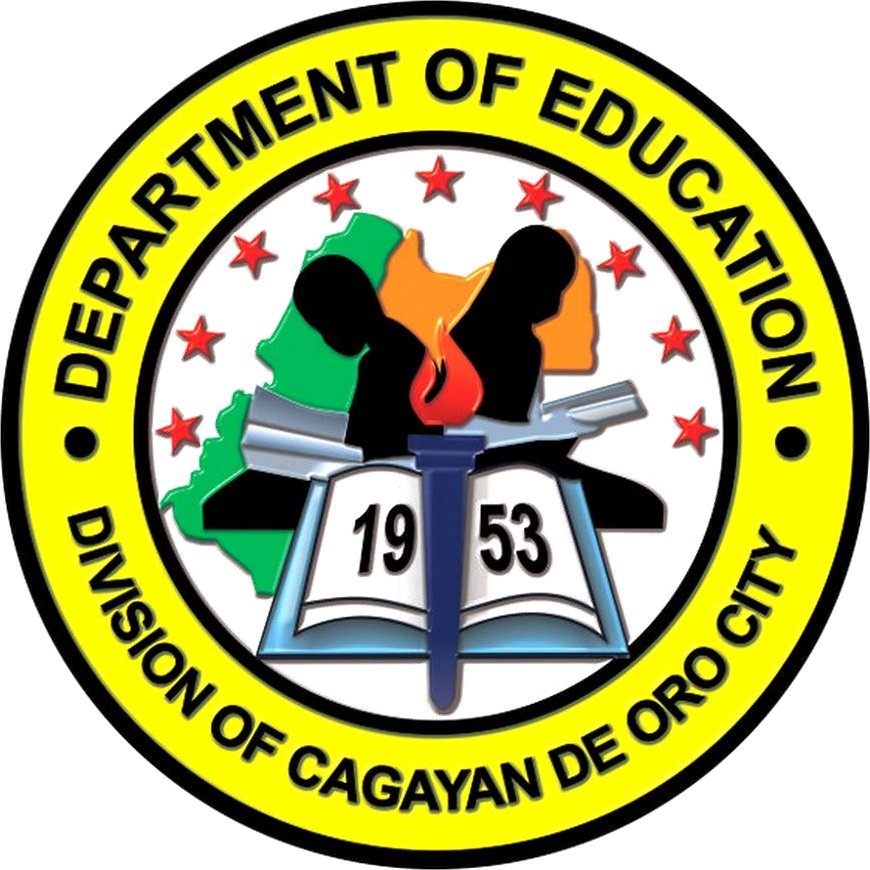 DEPARTMENT OF EDUCATION
19 53
DIVISION OF CAGAYAN DE ORO CITY